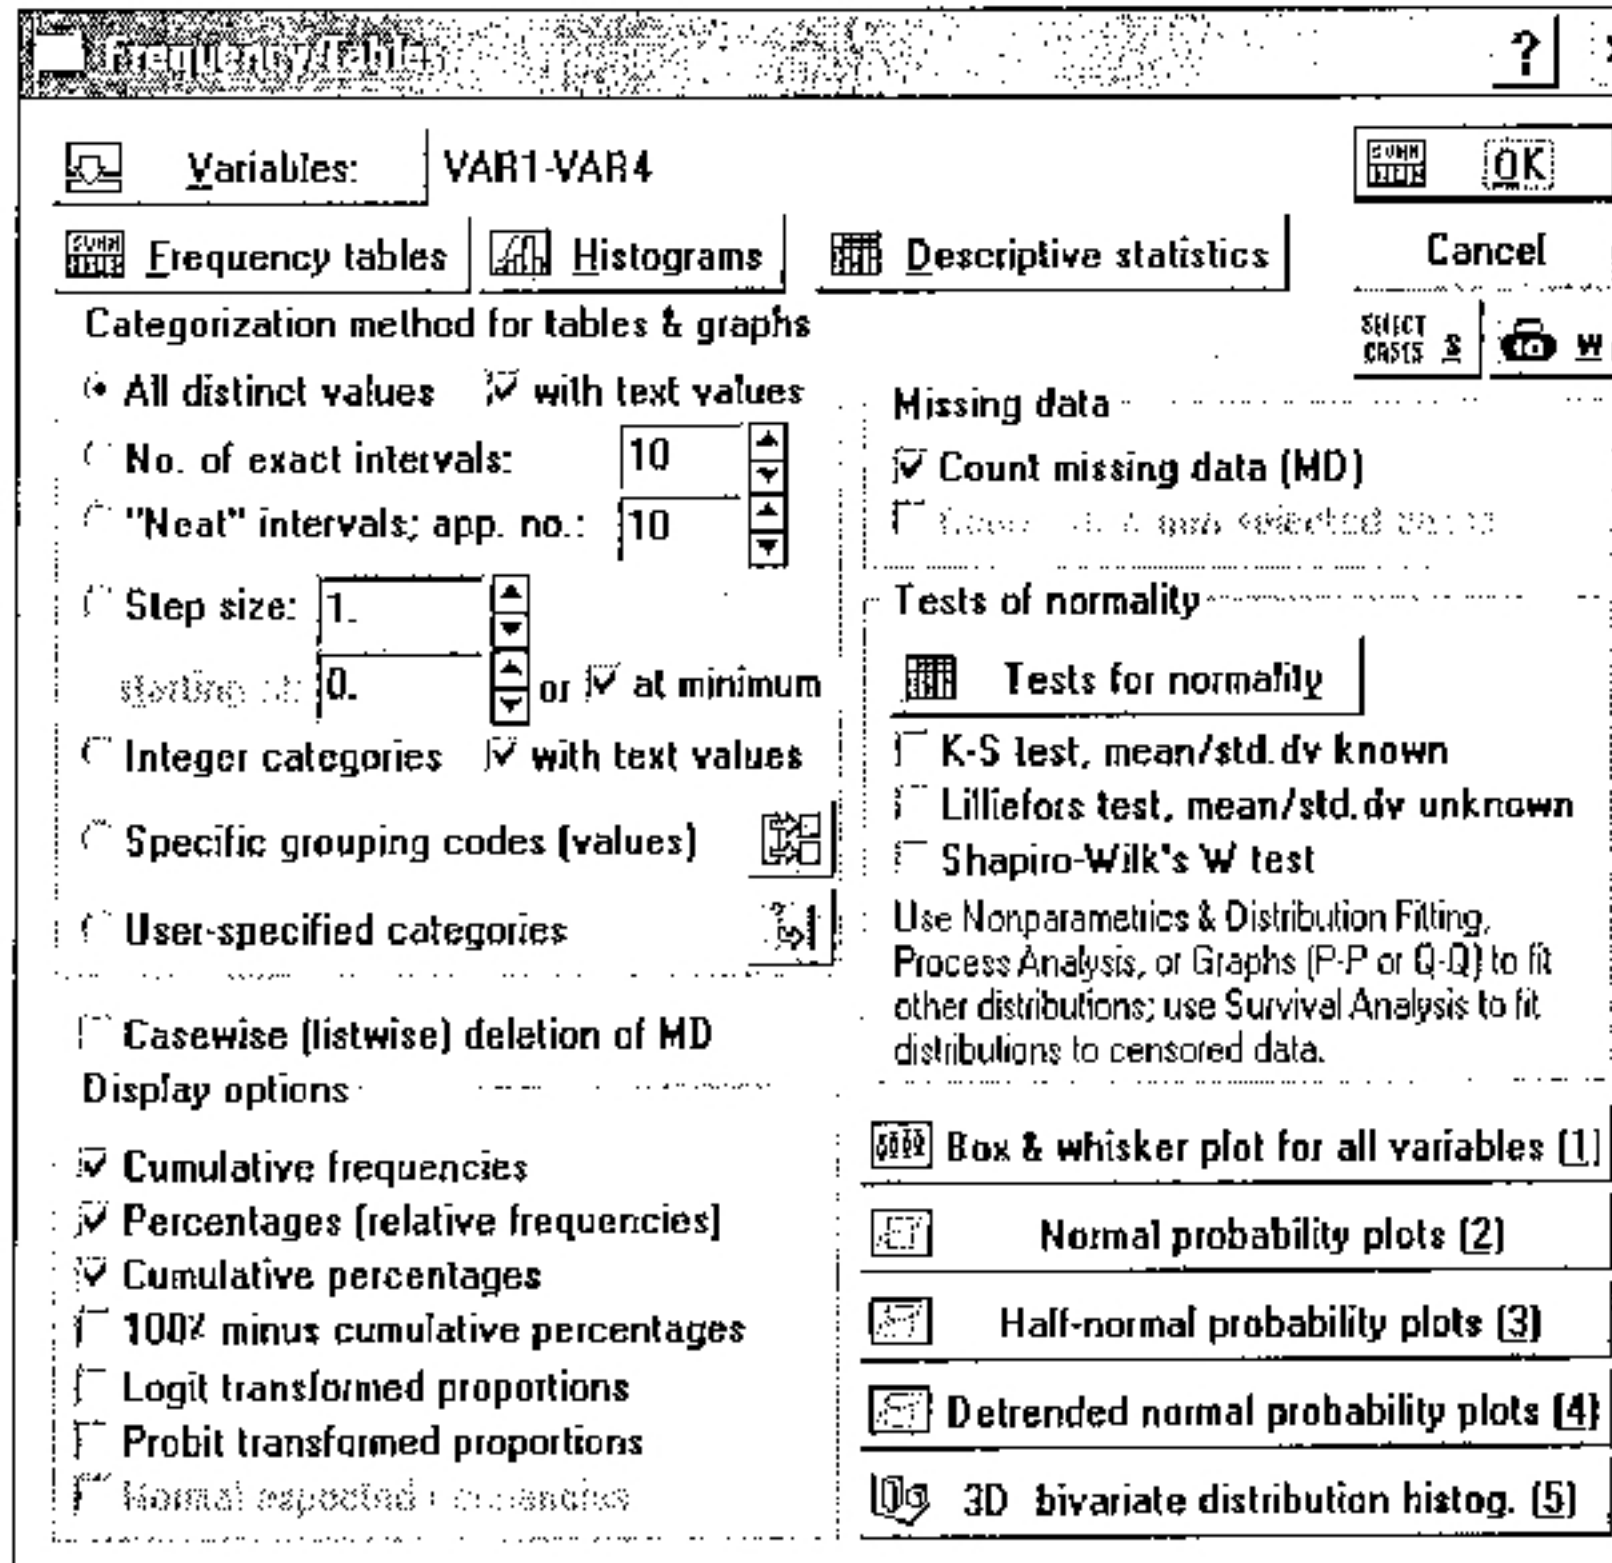 Frequency Tables
?
Variables: VAR1-VAR4
OK
Frequency tables
Histograms
Descriptive statistics
Cancel
Categorization method for tables & graphs
SELECT CASES S
W
All distinct values with text values
No. of exact intervals: 10
"Neat" intervals; app. no.: 10
Step size: 1.
starting at: 0. or at minimum
Integer categories with text values
Specific grouping codes (values)
User-specified categories
Casewise (listwise) deletion of MD
Missing data
Count missing data (MD)
selected
Tests of normality
Tests for normality
K-S test, mean/std.dv known
Lilliefors test, mean/std.dv unknown
Shapiro-Wilk's W test
Use Nonparametrics & Distribution Fitting,
Process Analysis, or Graphs (P-P or Q-Q) to fit
other distributions; use Survival Analysis to fit
distributions to censored data.
Display options
Cumulative frequencies
Percentages (relative frequencies)
Cumulative percentages
100% minus cumulative percentages
Logit transformed proportions
Probit transformed proportions
Normal expected frequencies
Box & whisker plot for all variables (1)
Normal probability plots (2)
Half-normal probability plots (3)
Detrended normal probability plots (4)
3D bivariate distribution histog. (5)